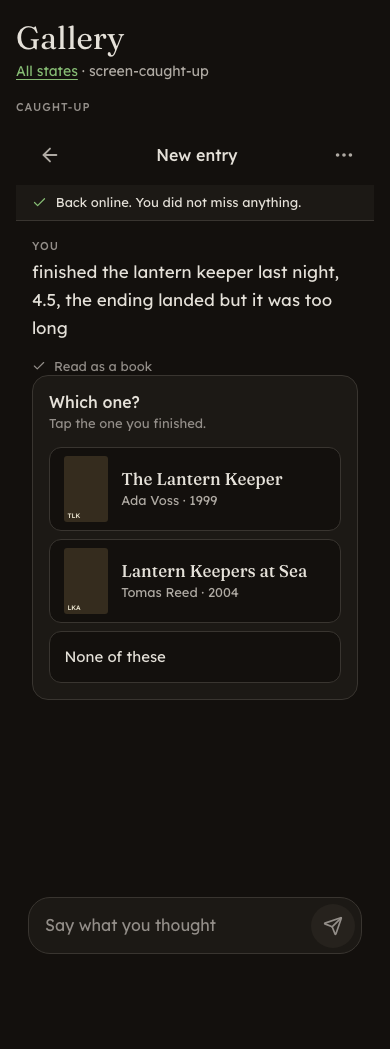 Gallery
All states · screen-caught-up
CAUGHT-UP
New entry
Back online. You did not miss anything.
YOU
finished the lantern keeper last night,
4.5, the ending landed but it was too
long
Read as a book
Which one?
Tap the one you finished.
The Lantern Keeper
Ada Voss · 1999
TLK
Lantern Keepers at Sea
Tomas Reed · 2004
LKA
None of these
Say what you thought